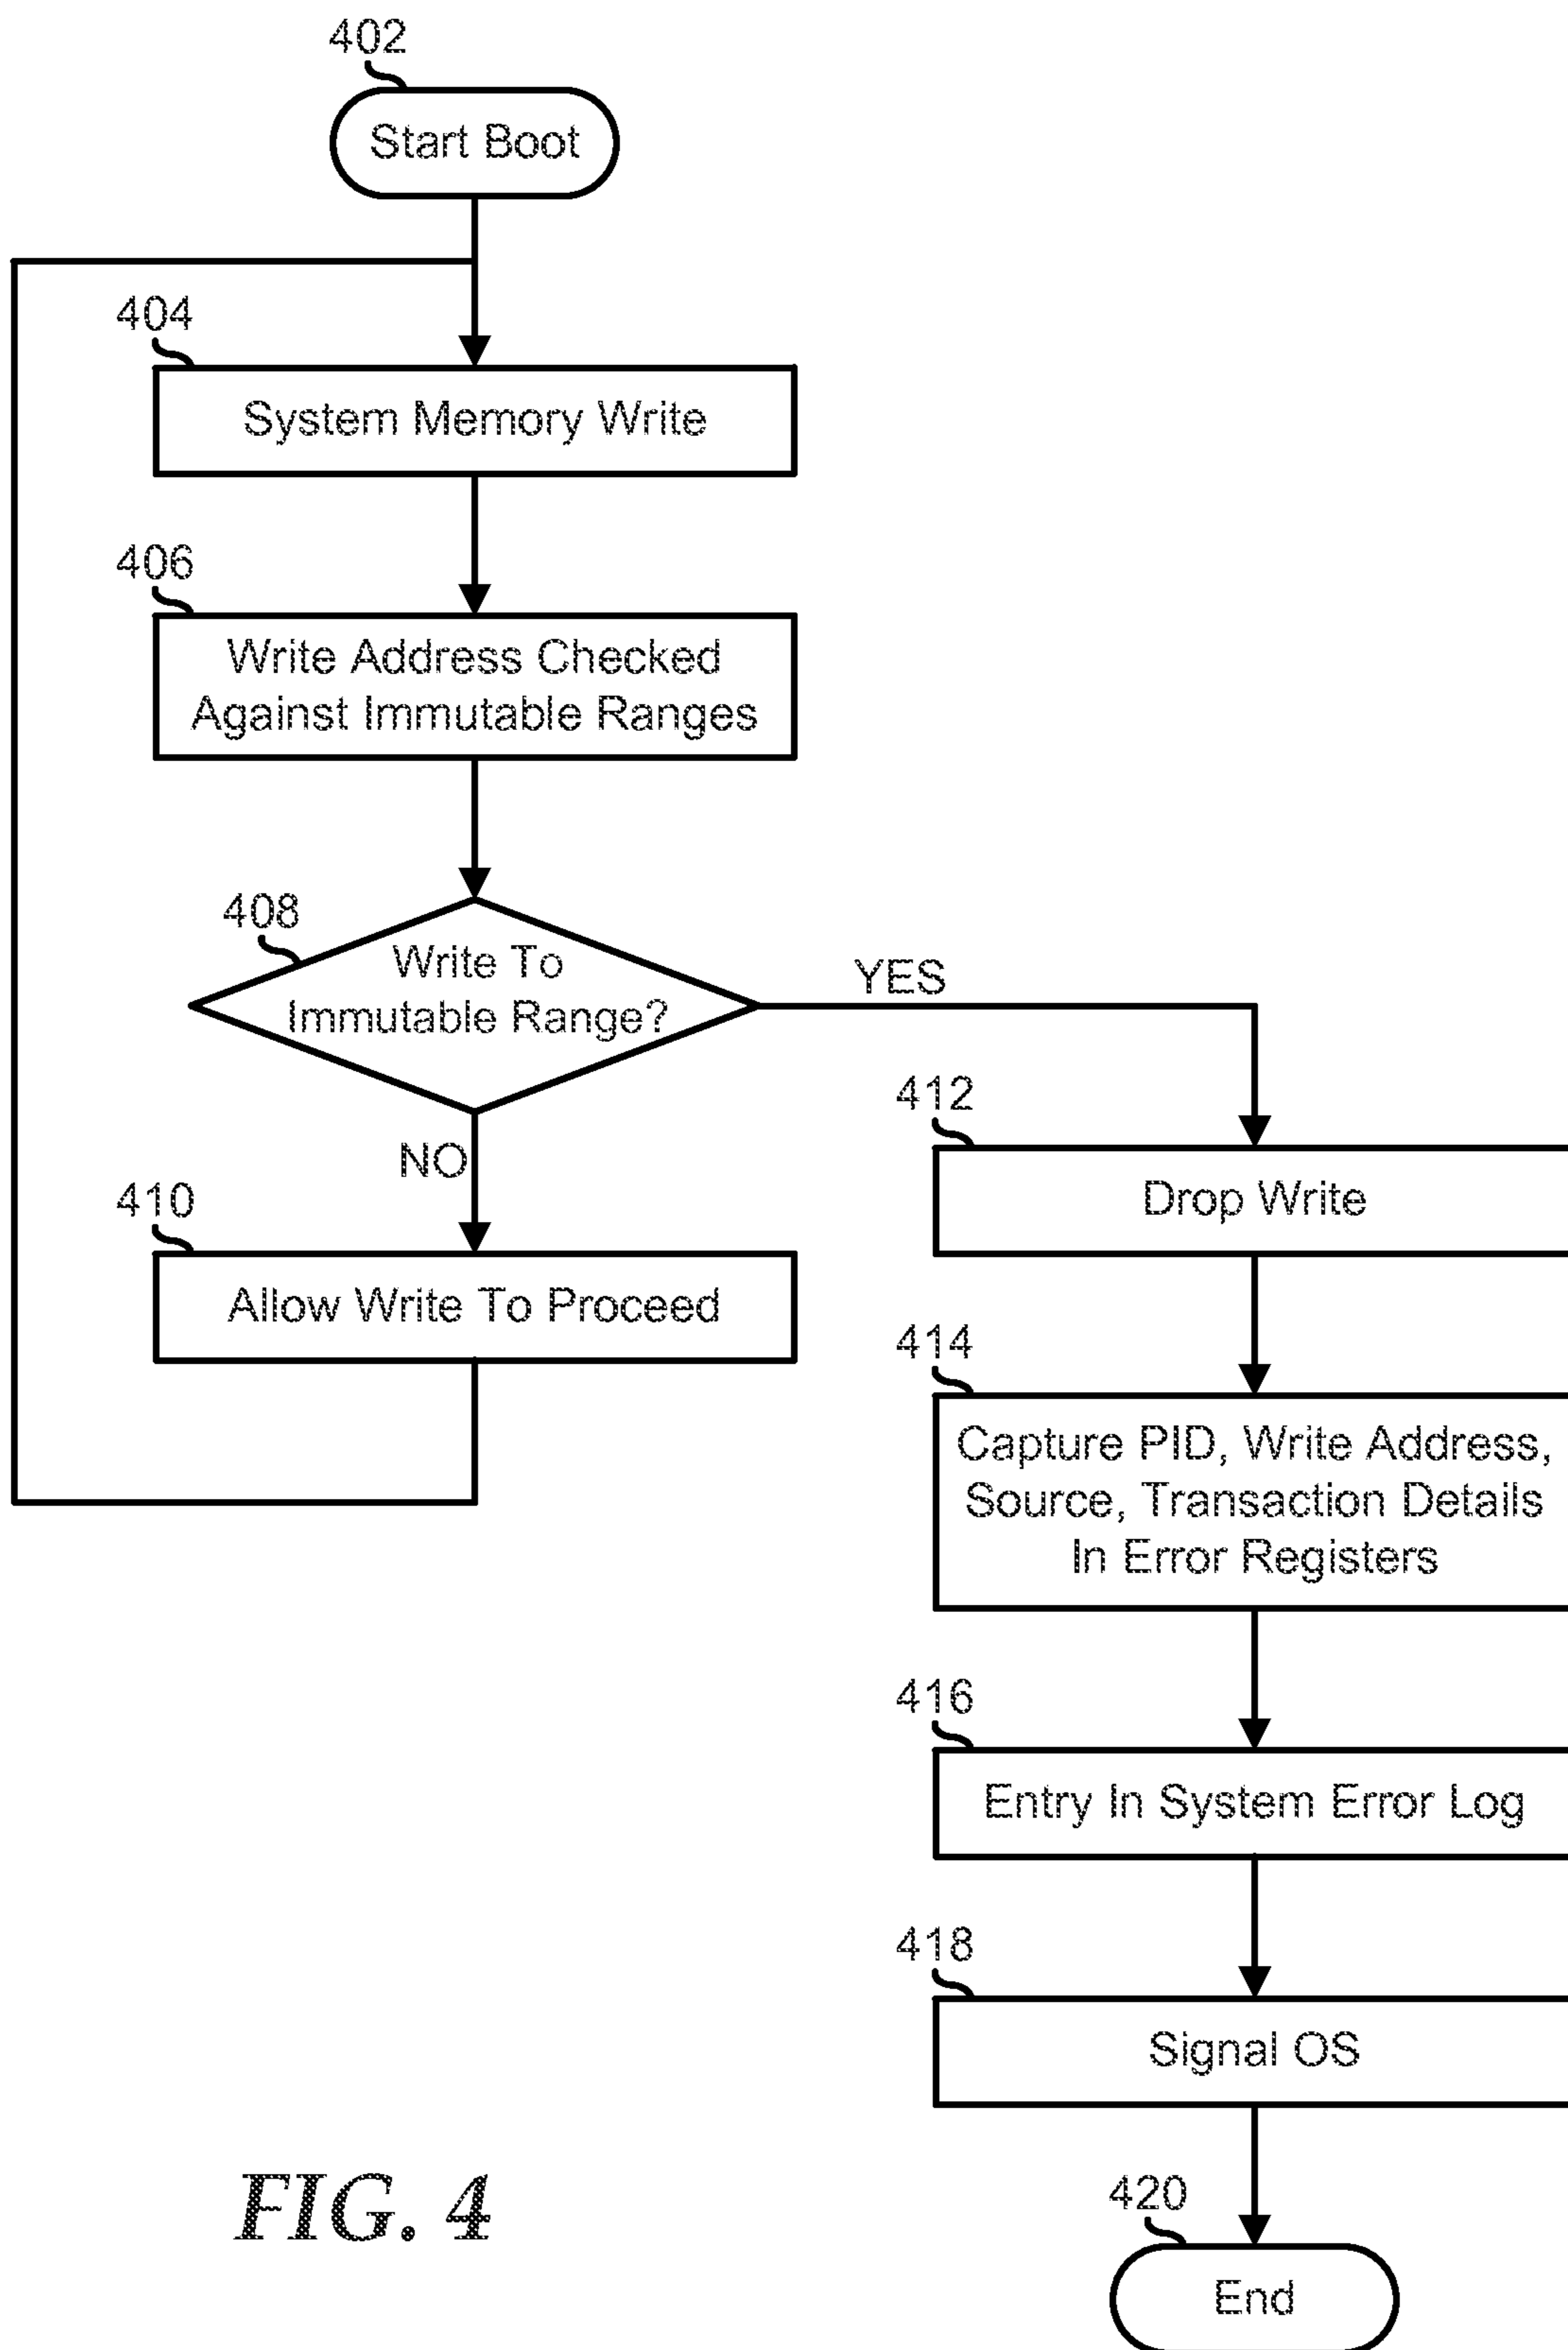 402
Start Boot
404
System Memory Write
406
Write Address Checked
Against Immutable Ranges
408
Write To
Immutable Range?
YES
NO
410
Allow Write To Proceed
412
Drop Write
414
Capture PID, Write Address,
Source, Transaction Details
In Error Registers
416
Entry In System Error Log
418
Signal OS
420
End
FIG. 4